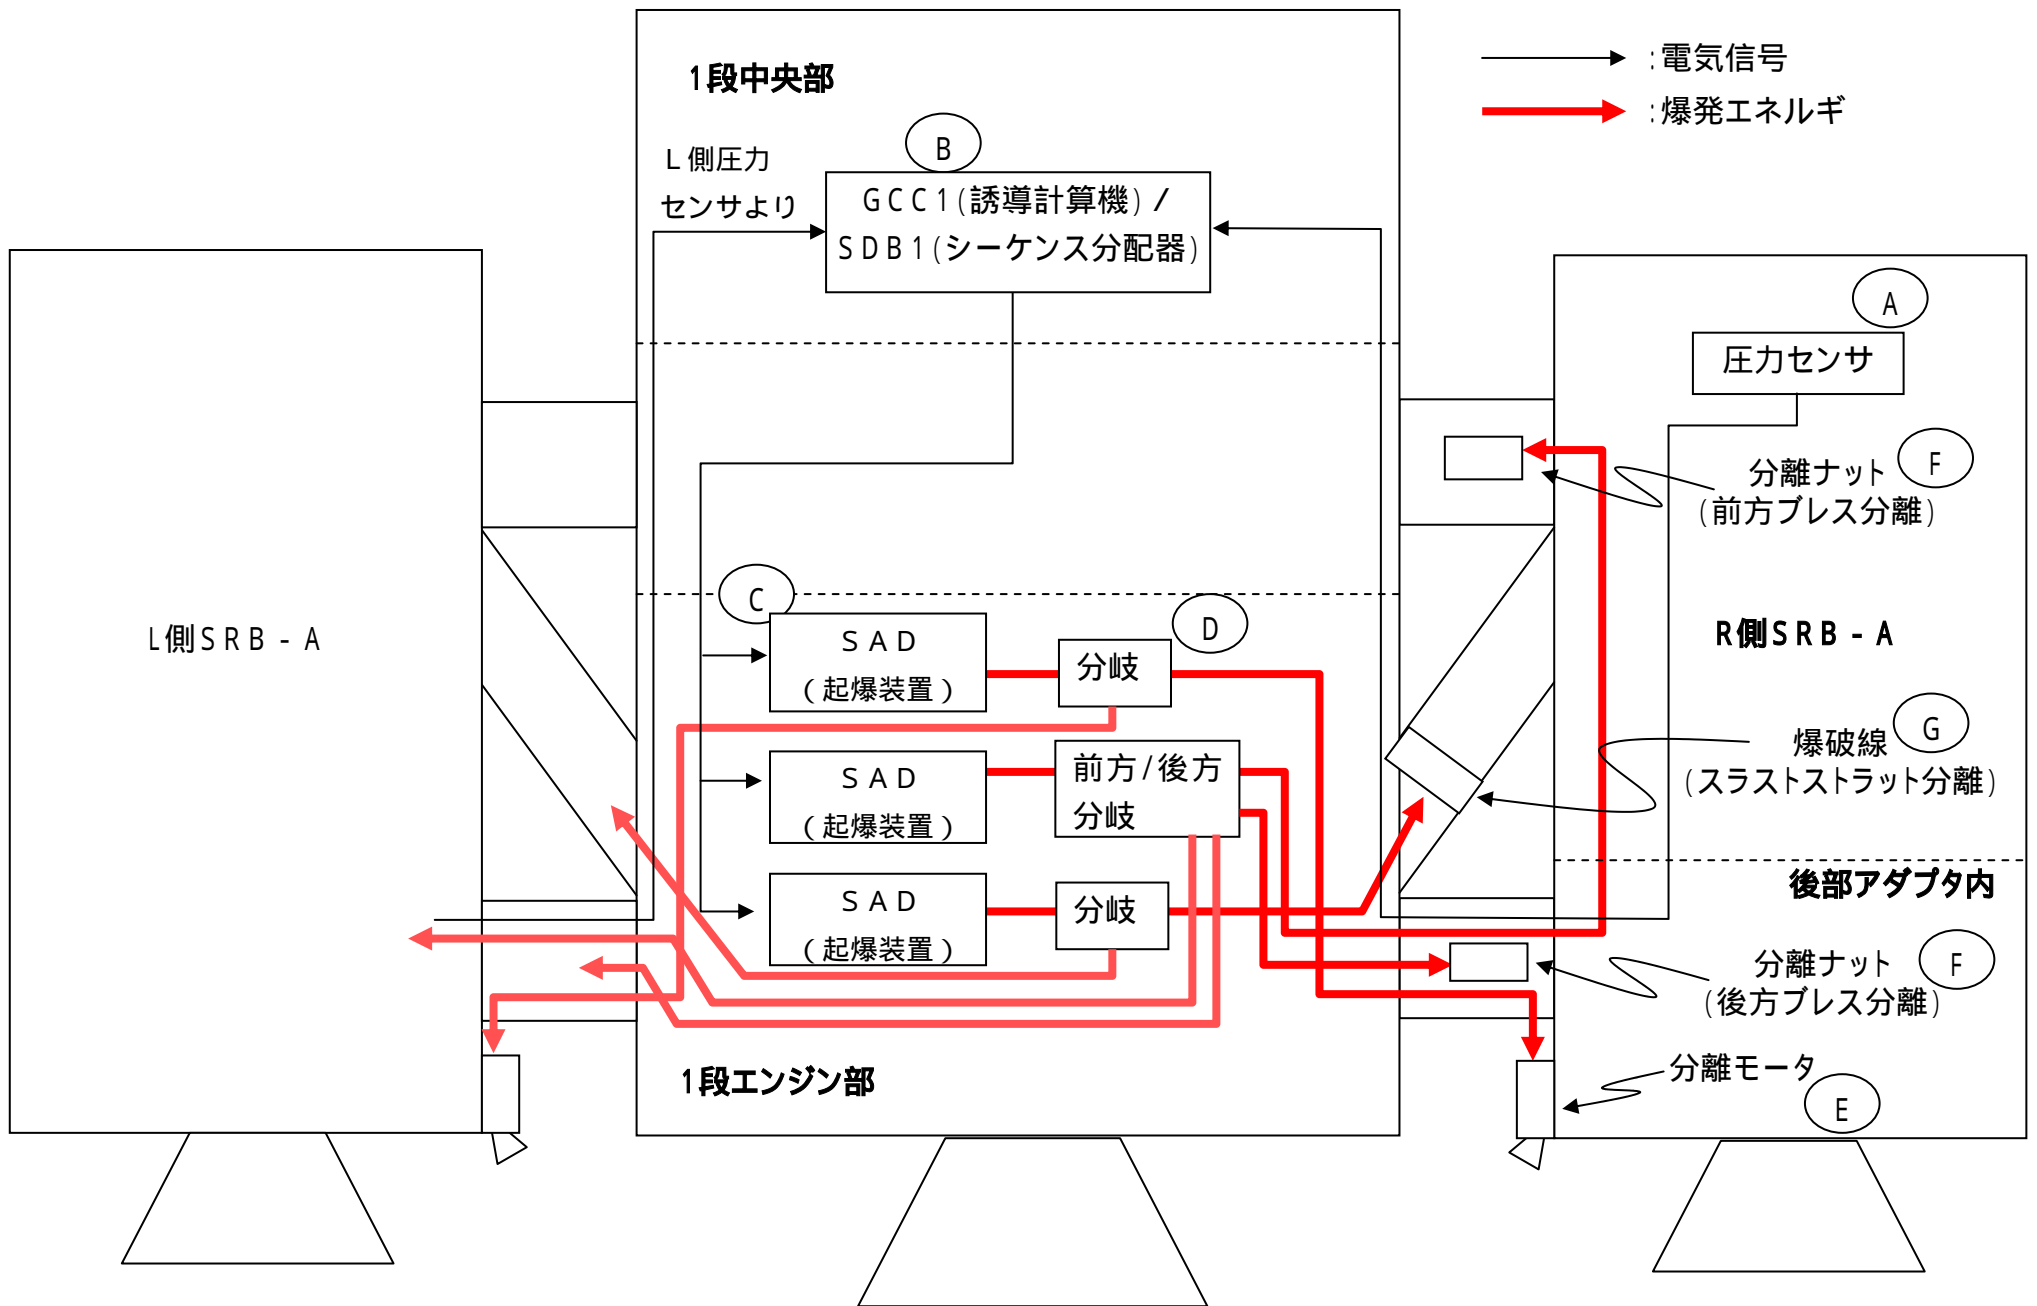 1段中央部
:電気信号
:爆発エネルギ
B
L側圧力
センサより
GCC1(誘導計算機)/
SDB1(シーケンス分配器)
A
圧力センサ
分離ナット
F
(前方ブレス分離)
C
SAD
(起爆装置)
D
分岐
L側SRB-A
R側SRB-A
SAD
(起爆装置)
前方/後方
分岐
爆破線
G
(スラストストラット分離)
SAD
(起爆装置)
分岐
後部アダプタ内
分離ナット
F
(後方ブレス分離)
1段エンジン部
分離モータ
E